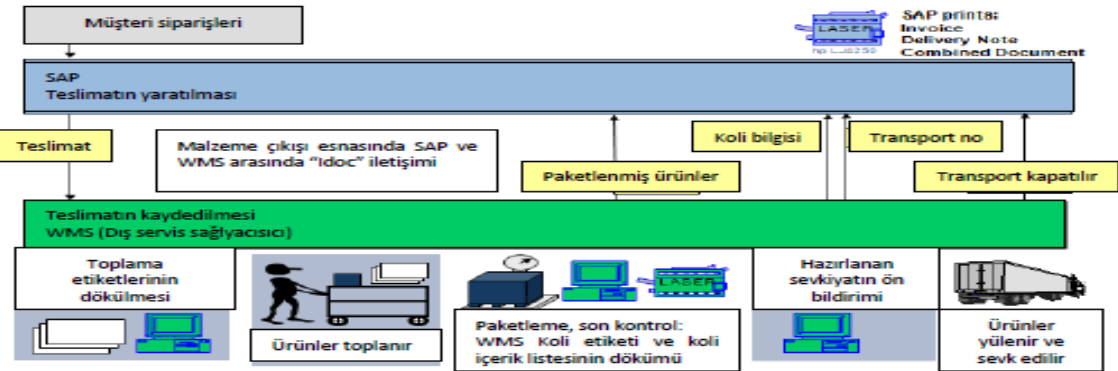 Müşteri siparişleri
LASER
SAP prints:
Invoice
Delivery Note
Combined Document
SAP
Teslimatın yaratılması
Teslimat
Malzeme çıkışı esnasında SAP ve
WMS arasında "Idoc" iletişimi
Paketlenmiş ürünler
Koli bilgisi
Transport no
Transport kapatılır
Teslimatın kaydedilmesi
WMS (Dış servis sağlyacısıcı)
Toplama
etiketlerinin
dökülmesi
Ürünler toplanır
LASER
Paketleme, son kontrol:
WMS Koli etiketi ve koli
içerik listesinin dökümü
Hazırlanan
sevkiyatın ön
bildirimi
Ürünler
yülenir ve
sevk edilir